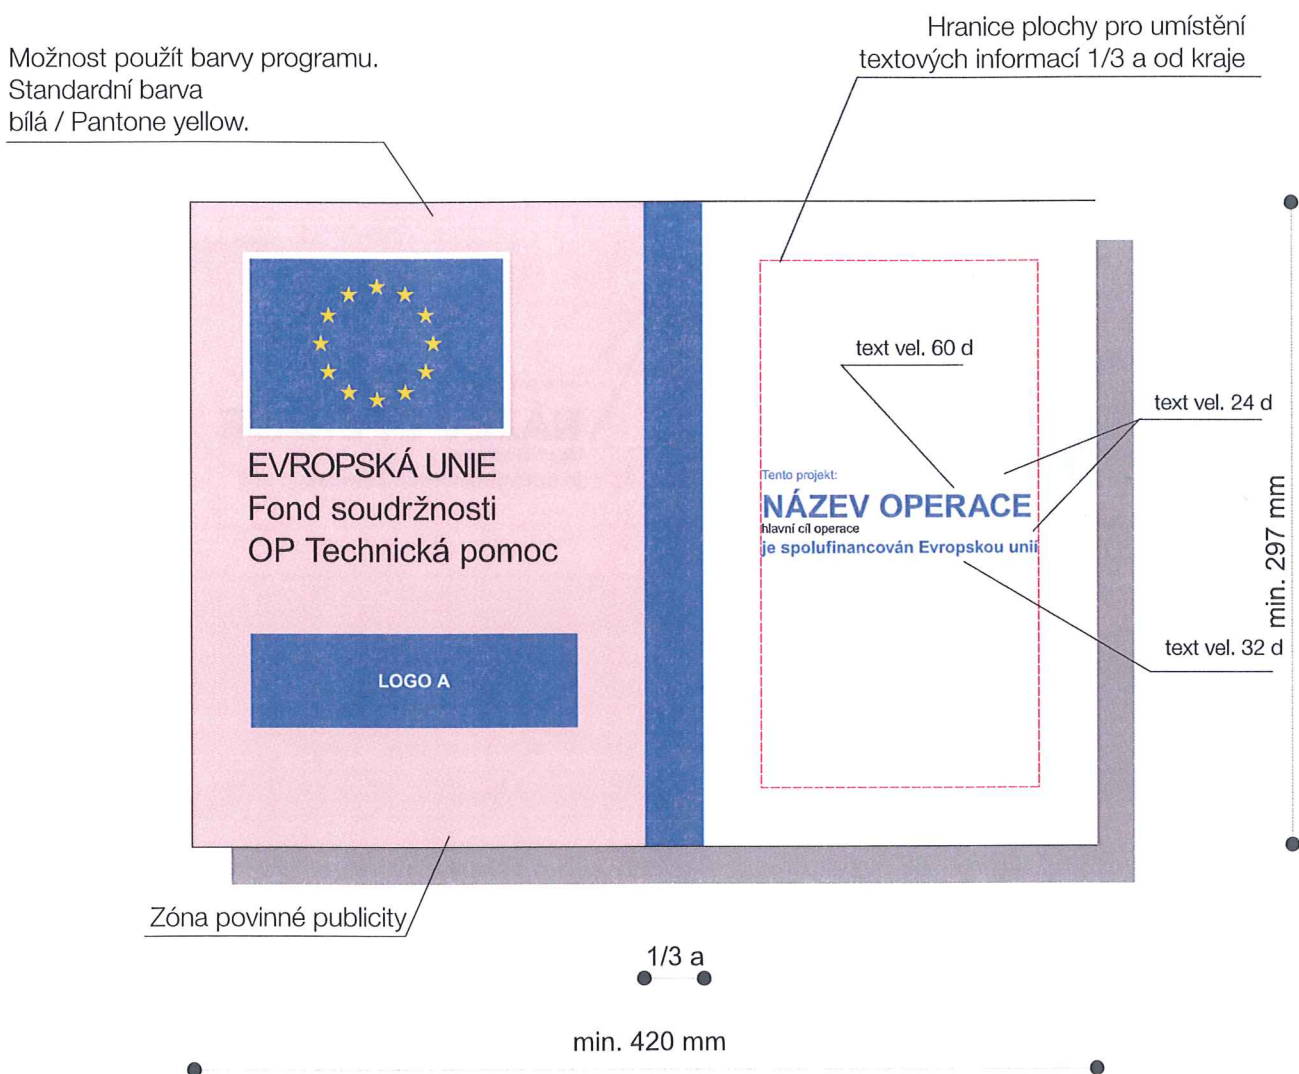 Hranice plochy pro umístění
textových informací 1/3 a od kraje
Možnost použít barvy programu.
Standardní barva
bílá / Pantone yellow.
text vel. 60 d
text vel. 24 d
EVROPSKÁ UNIE
Fond soudržnosti
OP Technická pomoc
Tento projekt:
NÁZEV OPERACE
hlavní cíl operace
je spolufinancován Evropskou unií
min. 297 mm
text vel. 32 d
LOGO A
Zóna povinné publicity
1/3 a
min. 420 mm